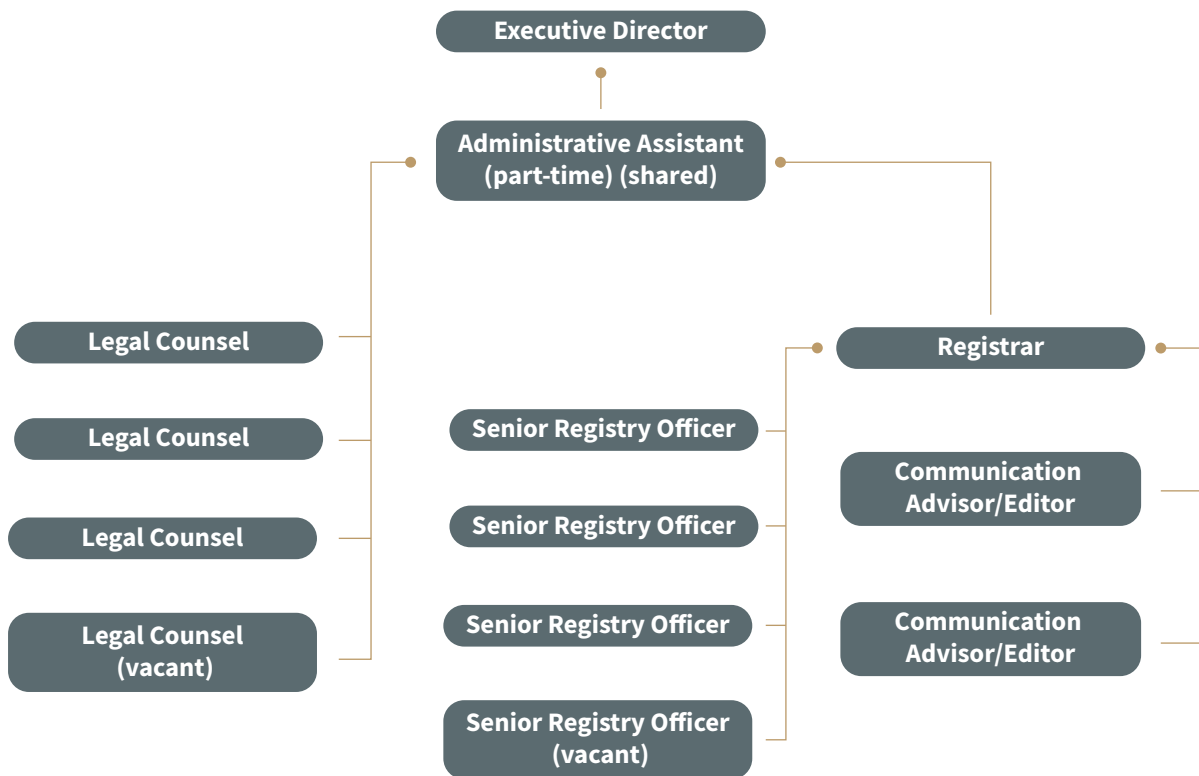 Executive Director
Administrative Assistant
(part-time) (shared)
Legal Counsel
Legal Counsel
Legal Counsel
Legal Counsel
(vacant)
Registrar
Senior Registry Officer
Senior Registry Officer
Senior Registry Officer
Senior Registry Officer
(vacant)
Communication
Advisor/Editor
Communication
Advisor/Editor